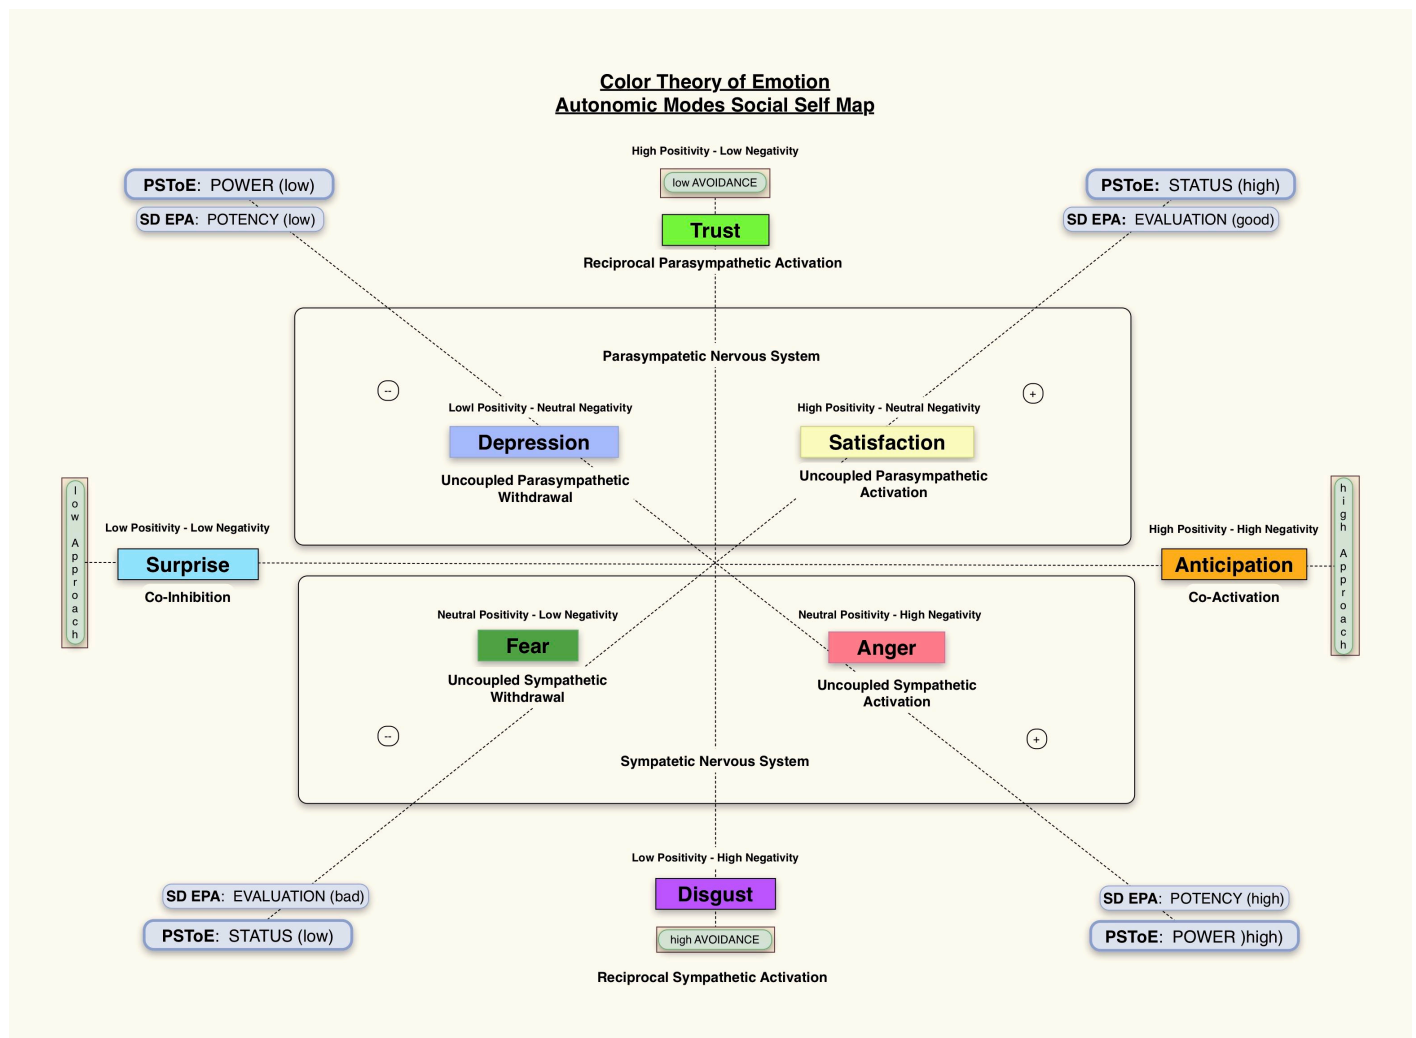 Color Theory of Emotion
Autonomic Modes Social Self Map
High Positivity - Low Negativity
low AVOIDANCE
Trust
Reciprocal Parasympathetic Activation
PSToE:  POWER (low)
SD EPA:  POTENCY (low)
PSToE:  STATUS (high)
SD EPA:  EVALUATION (good)
Parasympatetic Nervous System
--
+
Lowl Positivity - Neutral Negativity
Depression
Uncoupled Parasympathetic
Withdrawal
High Positivity - Neutral Negativity
Satisfaction
Uncoupled Parasympathetic
Activation
low Approach
Low Positivity - Low Negativity
Surprise
Co-Inhibition
High Positivity - High Negativity
Anticipation
Co-Activation
high Approach
Neutral Positivity - Low Negativity
Fear
Uncoupled Sympathetic
Withdrawal
Neutral Positivity - High Negativity
Anger
Uncoupled Sympathetic
Activation
--
+
Sympatetic Nervous System
Low Positivity - High Negativity
Disgust
high AVOIDANCE
Reciprocal Sympathetic Activation
SD EPA:  EVALUATION (bad)
PSToE:  STATUS (low)
SD EPA:  POTENCY (high)
PSToE:  POWER )high)